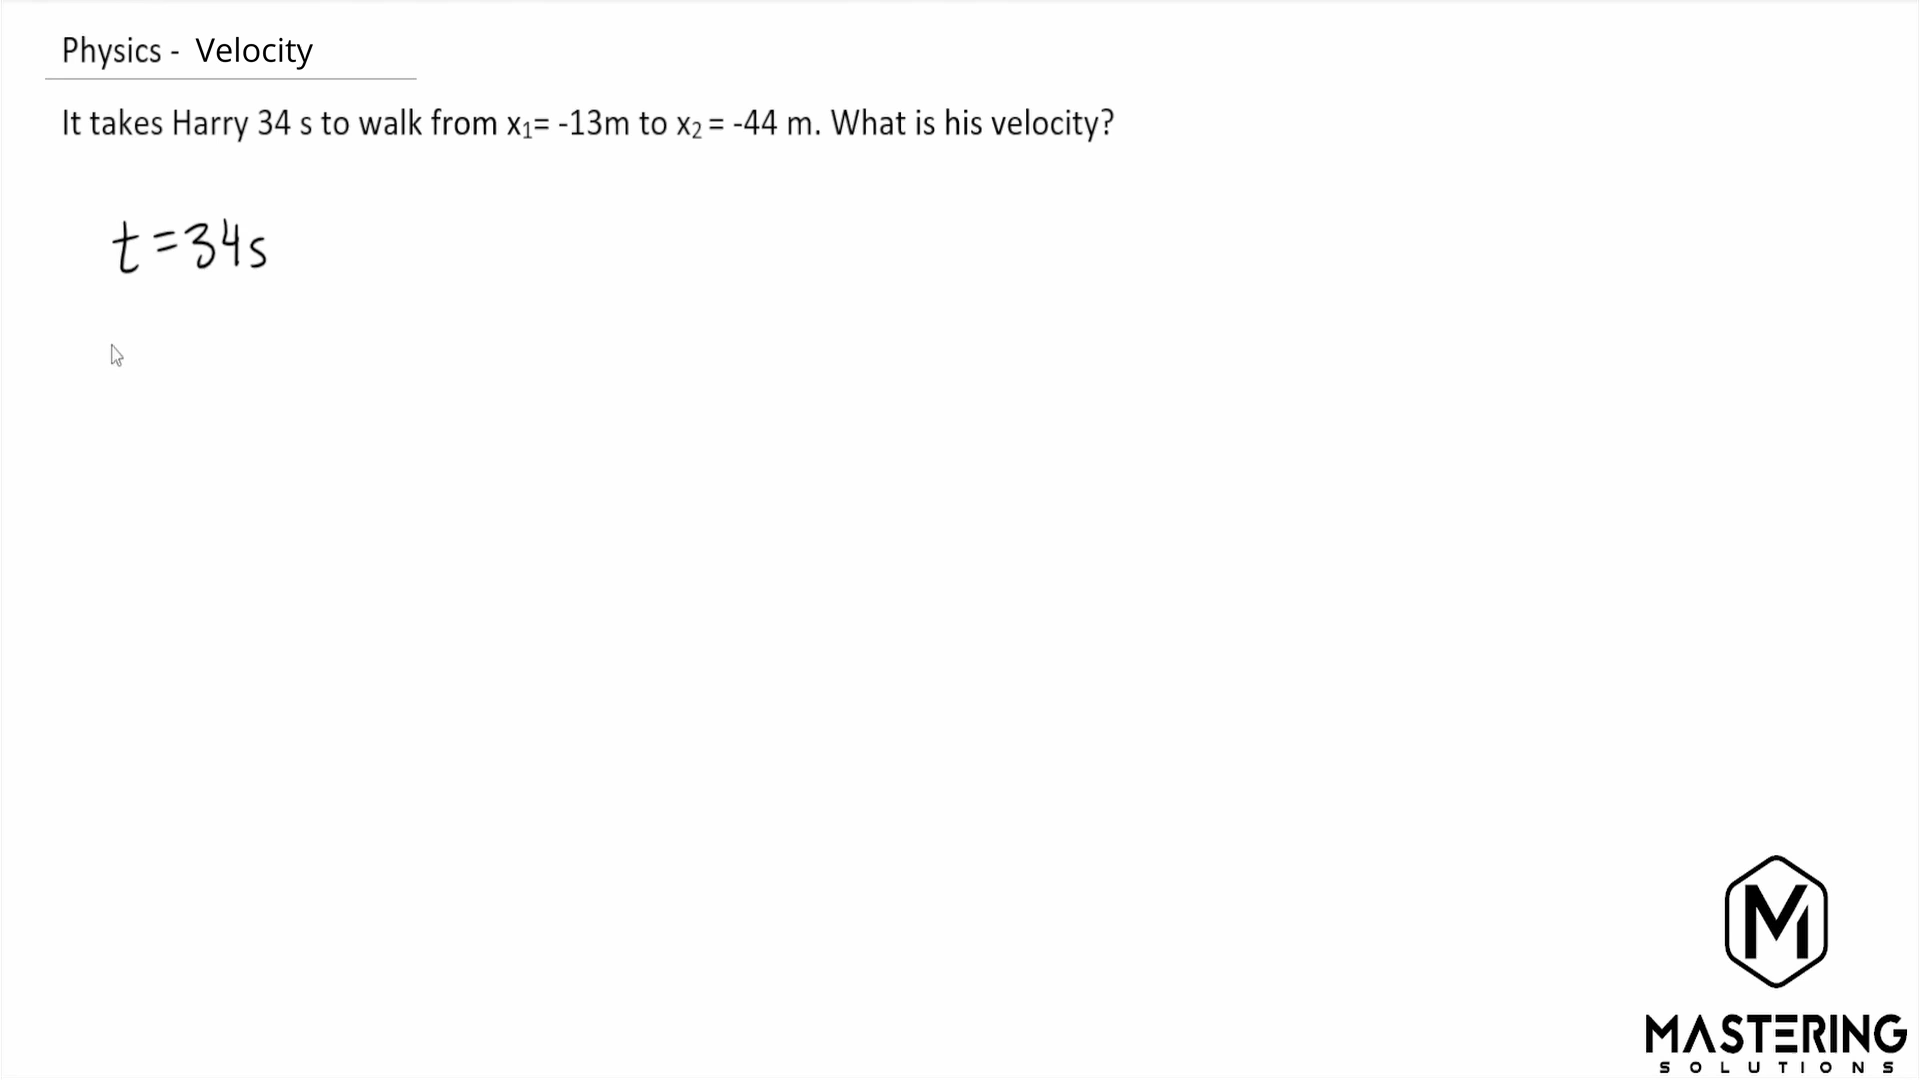 Physics - Velocity
It takes Harry 34 s to walk from x₁= -13m to x₂ = -44 m. What is his velocity?
t = 34s
M
MASTERING
SOLUTIONS